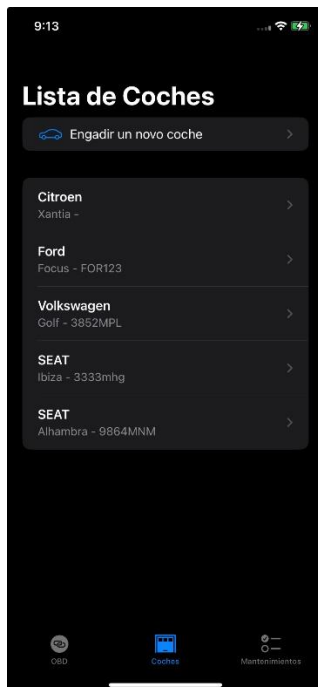 9:13
Lista de Coches
Engadir un novo coche
Citroen
Xantia -
Ford
Focus - FOR123
Volkswagen
Golf - 3852MPL
SEAT
Ibiza - 3333mhg
SEAT
Alhambra - 9864MNM
OBD
Coches
Mantenimientos